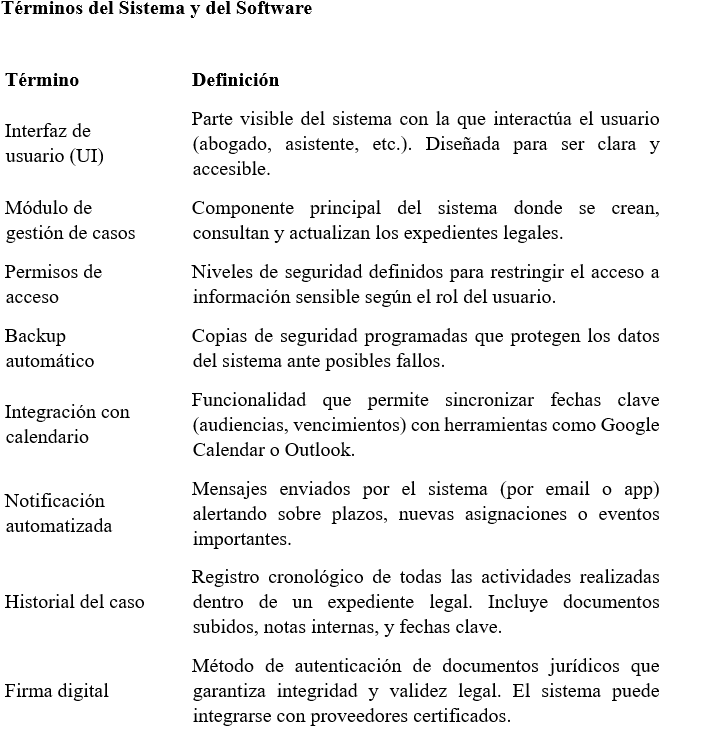 Términos del Sistema y del Software
Término
Definición
Interfaz de
usuario (UI)
Parte visible del sistema con la que interactúa el usuario
(abogado, asistente, etc.). Diseñada para ser clara y
accesible.
Módulo de
gestión de casos
Componente principal del sistema donde se crean,
consultan y actualizan los expedientes legales.
Permisos de
acceso
Niveles de seguridad definidos para restringir el acceso a
información sensible según el rol del usuario.
Backup
automático
Copias de seguridad programadas que protegen los datos
del sistema ante posibles fallos.
Integración con
calendario
Funcionalidad que permite sincronizar fechas clave
(audiencias, vencimientos) con herramientas como Google
Calendar o Outlook.
Notificación
automatizada
Mensajes enviados por el sistema (por email o app)
alertando sobre plazos, nuevas asignaciones o eventos
importantes.
Historial del caso
Registro cronológico de todas las actividades realizadas
dentro de un expediente legal. Incluye documentos
subidos, notas internas, y fechas clave.
Firma digital
Método de autenticación de documentos jurídicos que
garantiza integridad y validez legal. El sistema puede
integrarse con proveedores certificados.